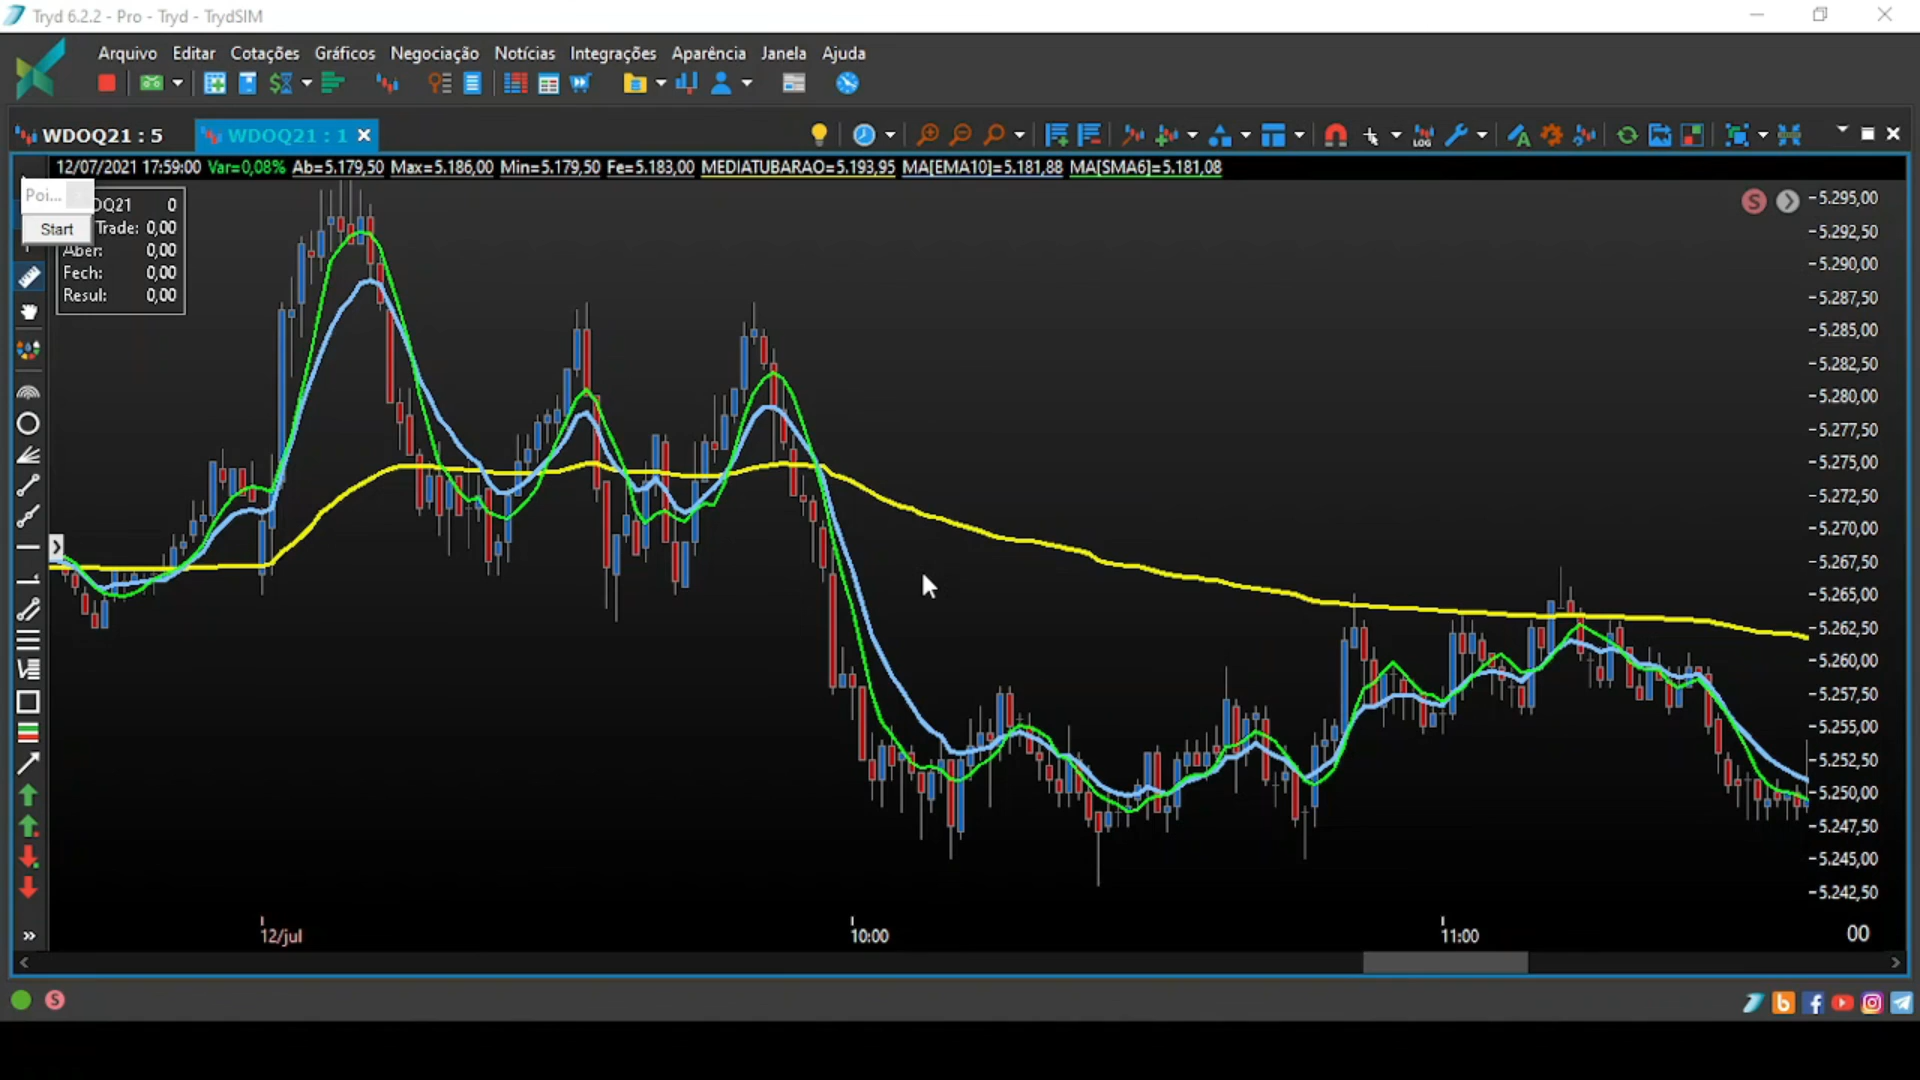 Tryd 6.2.2 - Pro - Tryd - TrydSIM
Arquivo Editar Cotações Gráficos Negociação Notícias Integrações Aparência Janela Ajuda
WDOQ21 : 5 WDOQ21 : 1
LOG
12/07/2021 17:59:00 Var=0,08% Ab=5.179,50 Max=5.186,00 Min=5.179,50 Fe=5.183,00 MEDIATUBARAO=5.193,95 MA[EMA10]=5.181,88 MA[SMA6]=5.181,08
Poi...
Start
OQ21 0
Trade: 0,00
Aber: 0,00
Fech: 0,00
Resul: 0,00
S
5.295,00
5.292,50
5.290,00
5.287,50
5.285,00
5.282,50
5.280,00
5.277,50
5.275,00
5.272,50
5.270,00
5.267,50
5.265,00
5.262,50
5.260,00
5.257,50
5.255,00
5.252,50
5.250,00
5.247,50
5.245,00
5.242,50
12/jul 10:00 11:00 00
S